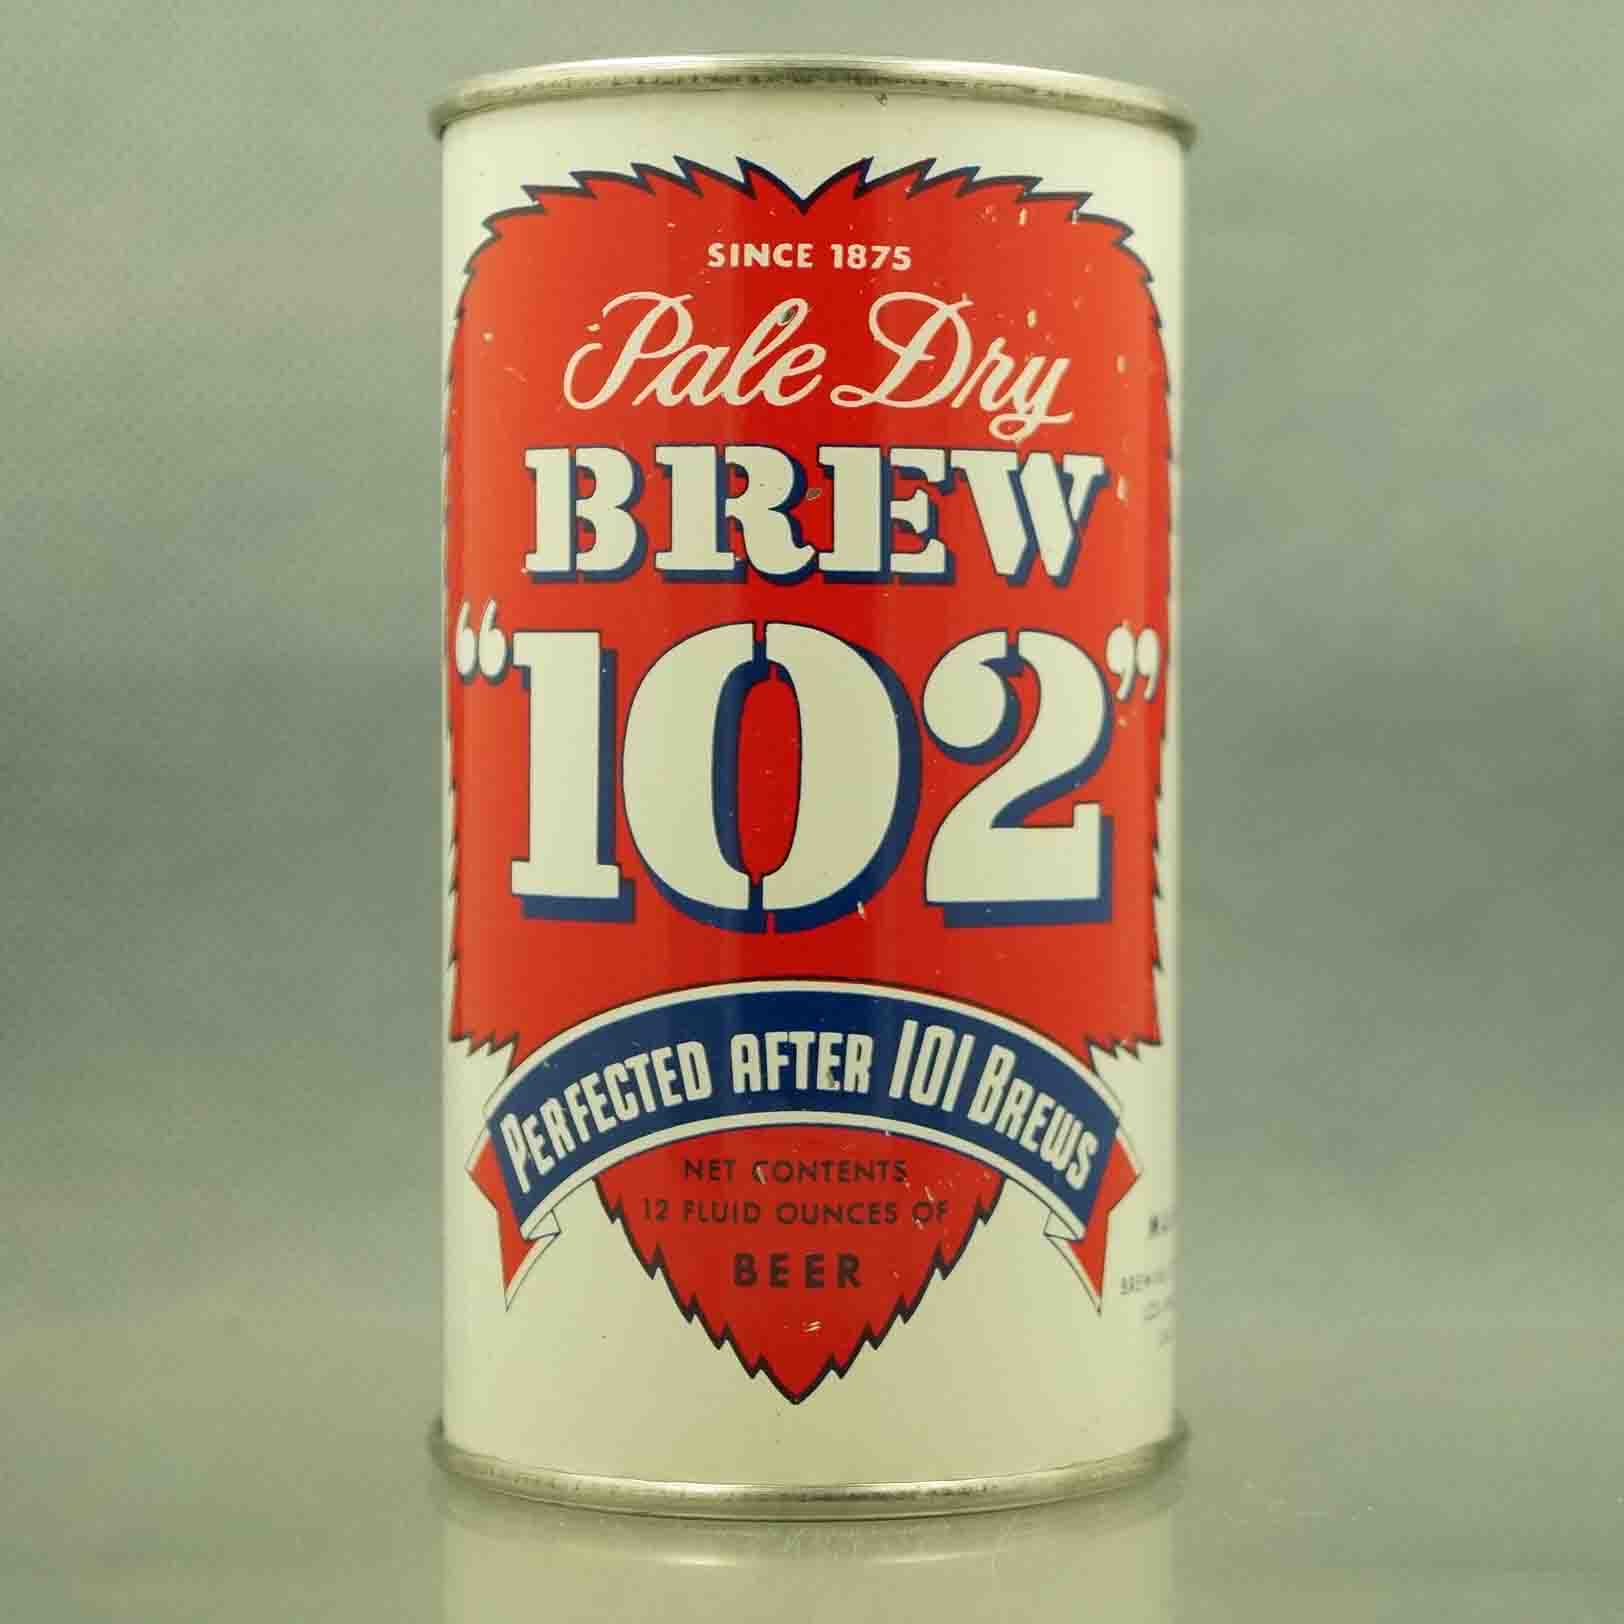 SINCE 1875
Pale Dry
BREW
“102”
PERFECTED AFTER 101 BREWS
NET CONTENTS
12 FLUID OUNCES OF
BEER